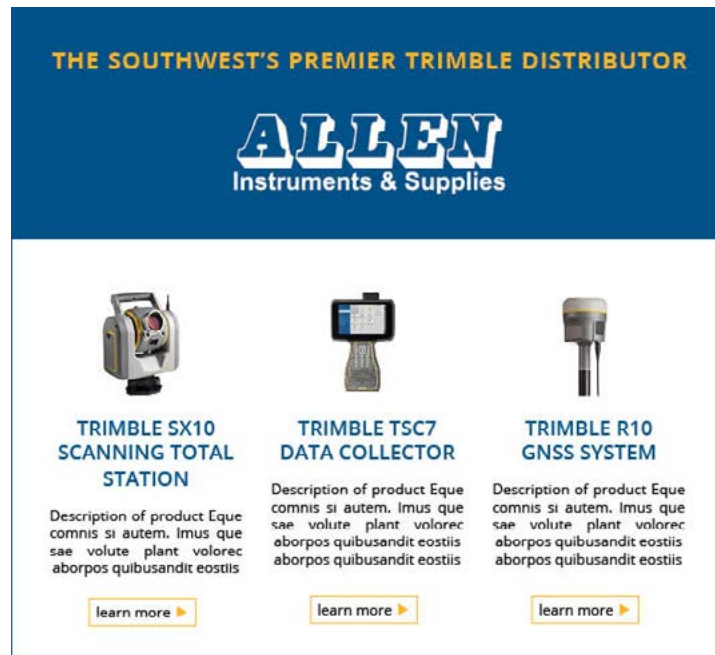 THE SOUTHWEST'S PREMIER TRIMBLE DISTRIBUTOR
ALLEN
Instruments & Supplies
TRIMBLE SX10
SCANNING TOTAL
STATION
Description of product Eque
comnis si autem. Imus que
sae volute plant volorec
aborpos quibusandit eostiis
learn more
TRIMBLE TSC7
DATA COLLECTOR
Description of product Eque
comnis si autem. Imus que
sae volute plant volorec
aborpos quibusandit eostiis
aborpos quibusandit eostiis
learn more
TRIMBLE R10
GNSS SYSTEM
Description of product Eque
comnis si autem. Imus que
sae volute plant volorec
aborpos quibusandit eostiis
aborpos quibusandit eostiis
learn more